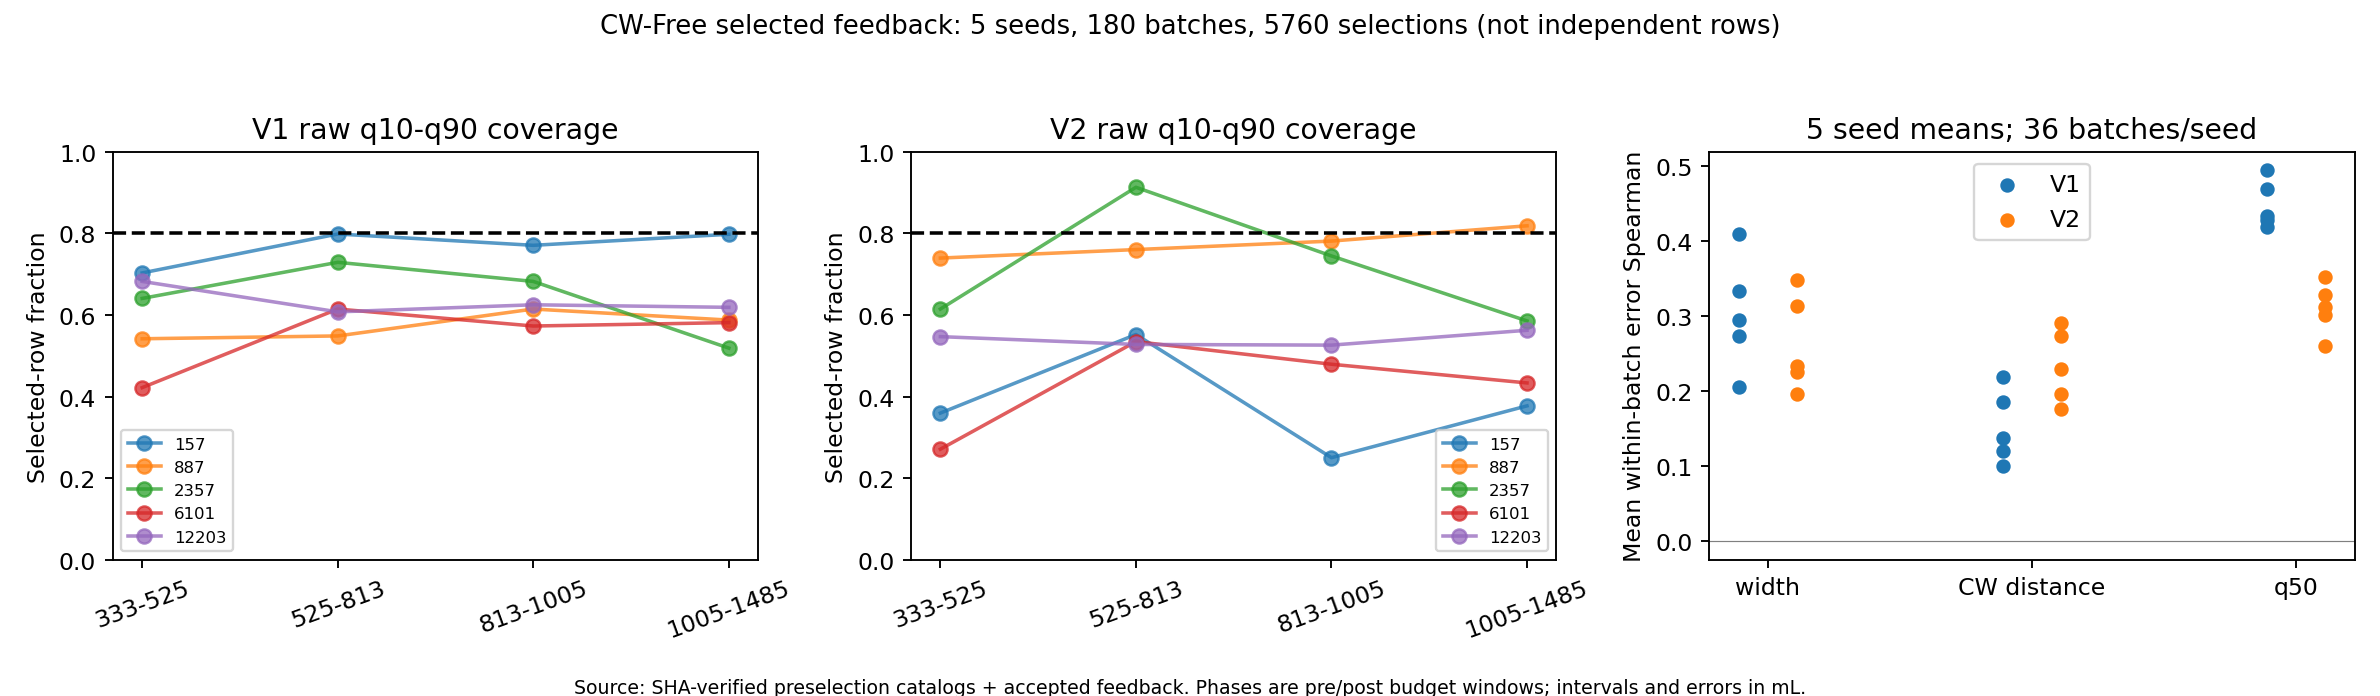 CW-Free selected feedback: 5 seeds, 180 batches, 5760 selections (not independent rows)
V1 raw q10-q90 coverage
Selected-row fraction
1.0
0.8
0.6
0.4
0.2
0.0
157
887
2357
6101
12203
333-525
525-813
813-1005
1005-1485
V2 raw q10-q90 coverage
Selected-row fraction
1.0
0.8
0.6
0.4
0.2
0.0
157
887
2357
6101
12203
333-525
525-813
813-1005
1005-1485
5 seed means; 36 batches/seed
Mean within-batch error Spearman
0.5
0.4
0.3
0.2
0.1
0.0
V1
V2
width
CW distance
q50
Source: SHA-verified preselection catalogs + accepted feedback. Phases are pre/post budget windows; intervals and errors in mL.